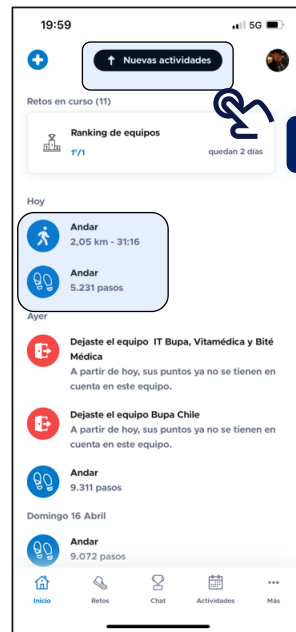 19:59
5G
↑ Nuevas actividades
Retos en curso (11)
Ranking de equipos
1°/1
quedan 2 días
Hoy
Andar
2,05 km - 31:16
Andar
5.231 pasos
Ayer
Dejaste el equipo IT Bupa, Vitamédica y Bité
Médica
A partir de hoy, sus puntos ya no se tienen en
cuenta en este equipo.
Dejaste el equipo Bupa Chile
A partir de hoy, sus puntos ya no se tienen en
cuenta en este equipo.
Andar
9.311 pasos
Domingo 16 Abril
Andar
9.072 pasos
Inicio
Retos
Chat
Actividades
Más